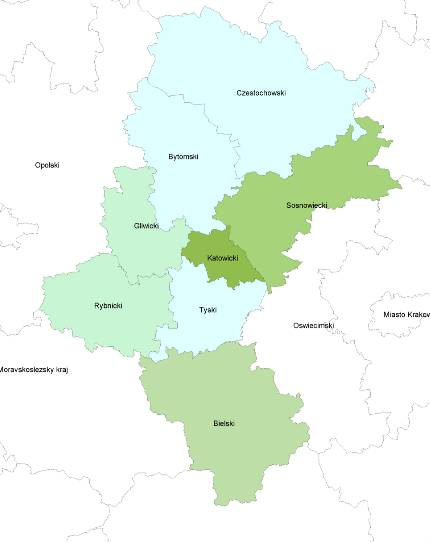 Czestochowski
Bytomski
Opolski
Sosnowiecki
Gliwicki
Katowicki
Rybnicki
Tyski
Miasto Krakow
Oswiecimski
Moravskoslezsky kraj
Bielski